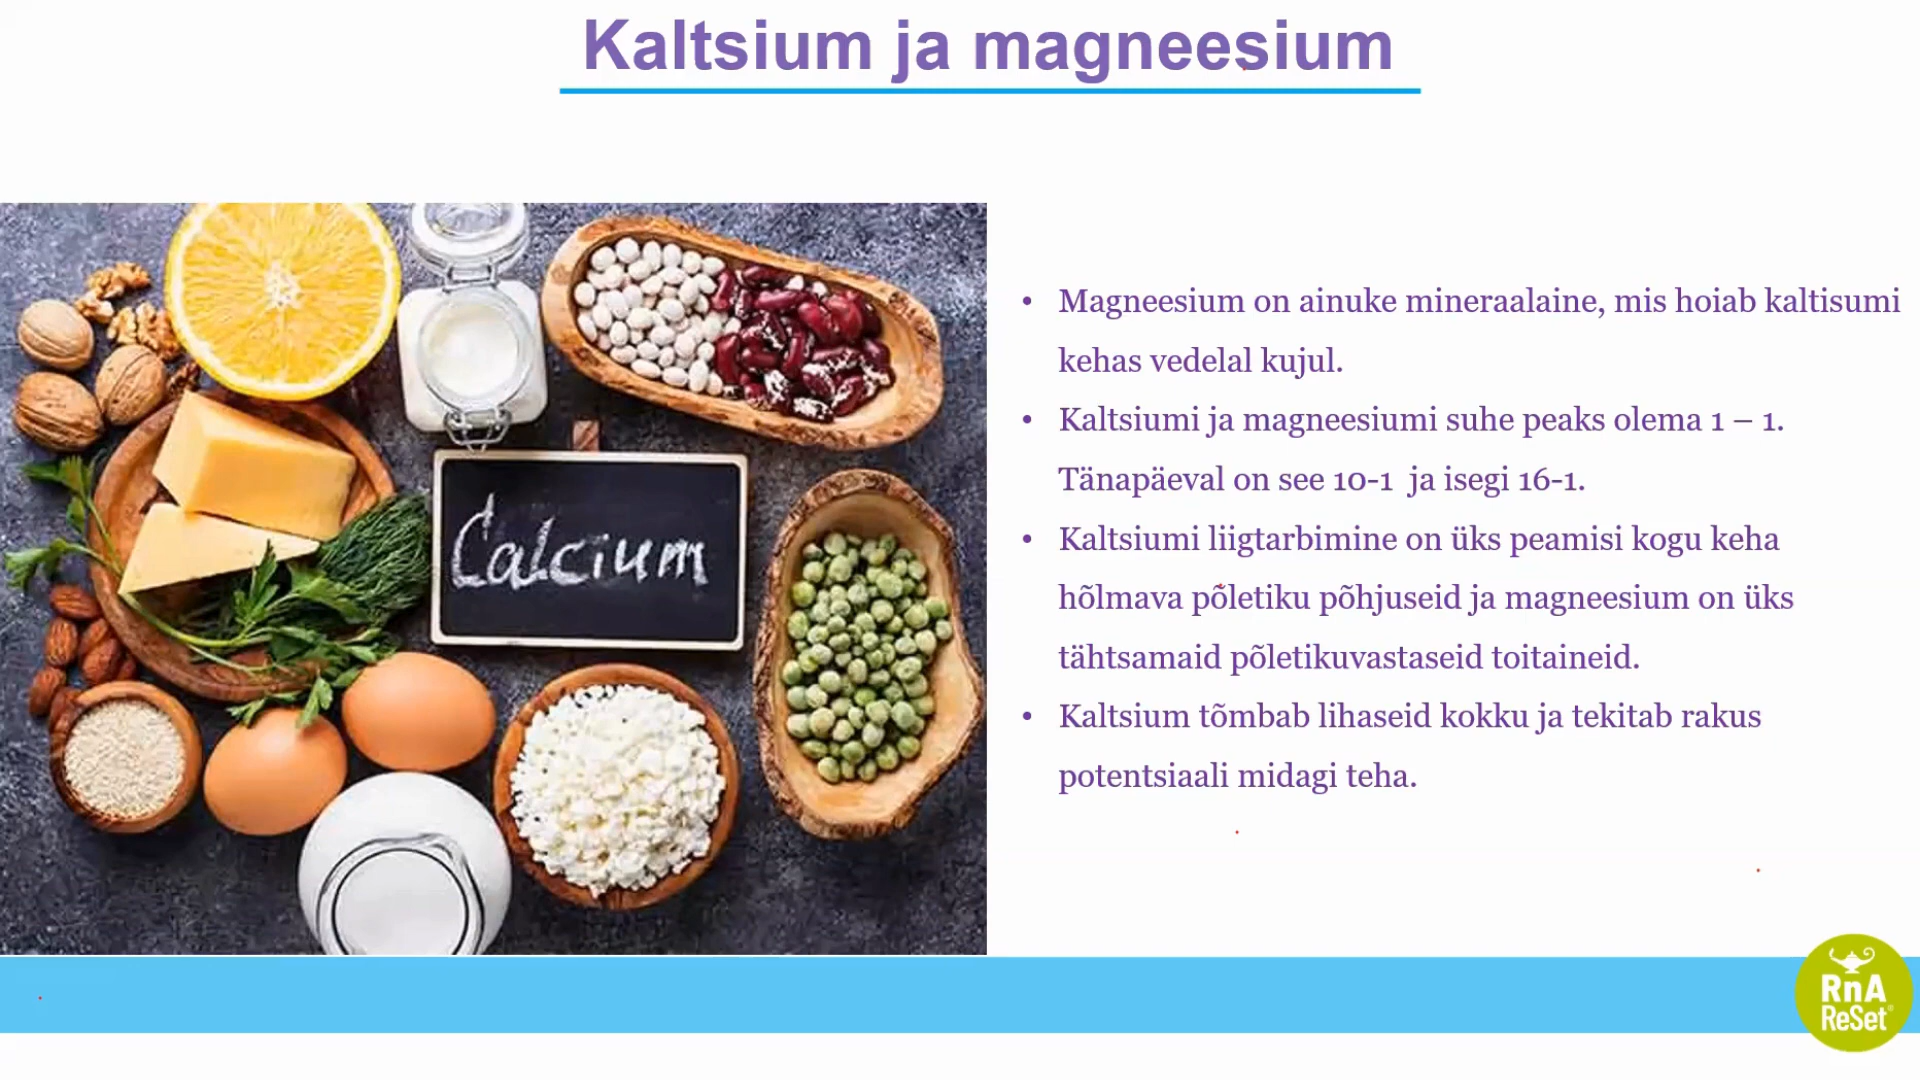 Kaltsium ja magneesium
Calcium
• Magneesium on ainuke mineraalaine, mis hoiab kaltisumi
kehas vedelal kujul.
• Kaltsiumi ja magneesiumi suhe peaks olema 1 – 1.
Tänapäeval on see 10-1 ja isegi 16-1.
• Kaltsiumi liigtarbimine on üks peamisi kogu keha
hõlmava põletiku põhjuseid ja magneesium on üks
tähtsamaid põletikuvastaseid toitaineid.
• Kaltsium tõmbab lihaseid kokku ja tekitab rakus
potentsiaali midagi teha.
RnA
ReSet®